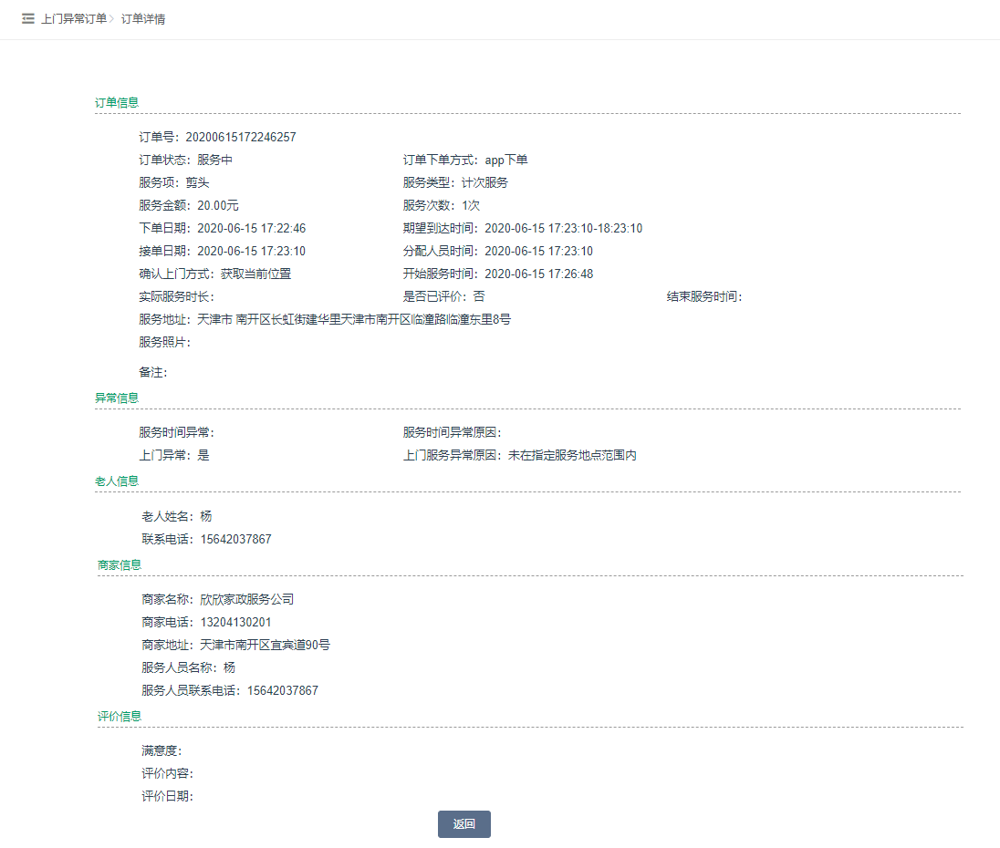 上门异常订单 > 订单详情
订单信息
订单号：20200615172246257
订单状态：服务中 订单下单方式：app下单
服务项：剪头 服务类型：计次服务
服务金额：20.00元 服务次数：1次
下单日期：2020-06-15 17:22:46 期望到达时间：2020-06-15 17:23:10-18:23:10
接单日期：2020-06-15 17:23:10 分配人员时间：2020-06-15 17:23:10
确认上门方式：获取当前位置 开始服务时间：2020-06-15 17:26:48
实际服务时长： 是否已评价：否 结束服务时间：
服务地址：天津市 南开区长虹街建华里天津市南开区临潼路临潼东里8号
服务照片：
备注：
异常信息
服务时间异常： 服务时间异常原因：
上门异常：是 上门服务异常原因：未在指定服务地点范围内
老人信息
老人姓名：杨
联系电话：15642037867
商家信息
商家名称：欣欣家政服务公司
商家电话：13204130201
商家地址：天津市南开区宜宾道90号
服务人员名称：杨
服务人员联系电话：15642037867
评价信息
满意度：
评价内容：
评价日期：
返回